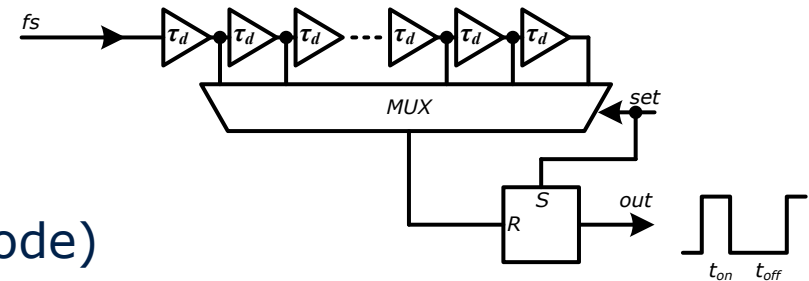 fs
τd τd τd τd τd τd
MUX
set
S
R
out
ton toff
ode)